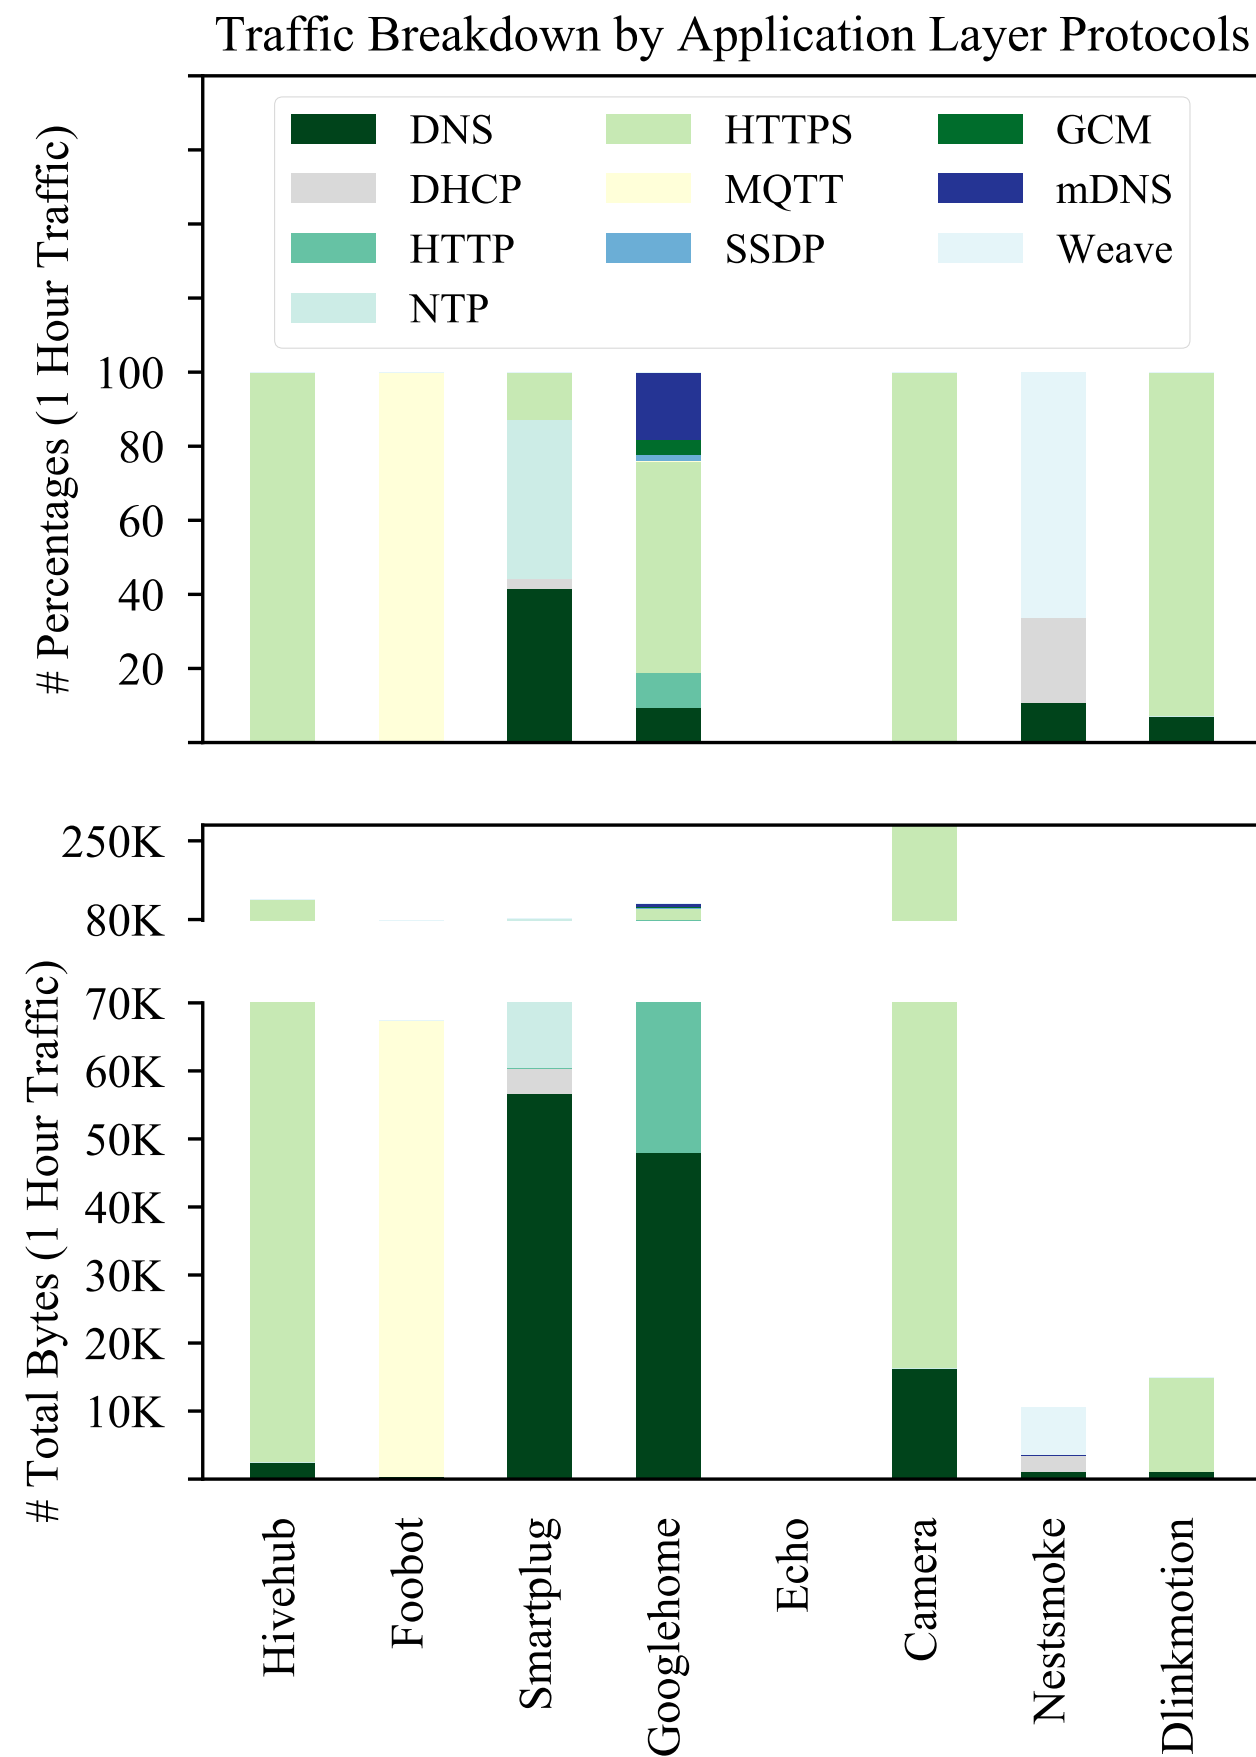 Traffic Breakdown by Application Layer Protocols
DNS
DHCP
HTTP
NTP
HTTPS
MQTT
SSDP
GCM
mDNS
Weave
# Percentages (1 Hour Traffic)
100
80
60
40
20
# Total Bytes (1 Hour Traffic)
250K
80K
70K
60K
50K
40K
30K
20K
10K
Hivehub
Foobot
Smartplug
Googlehome
Echo
Camera
Nestsmoke
Dlinkmotion